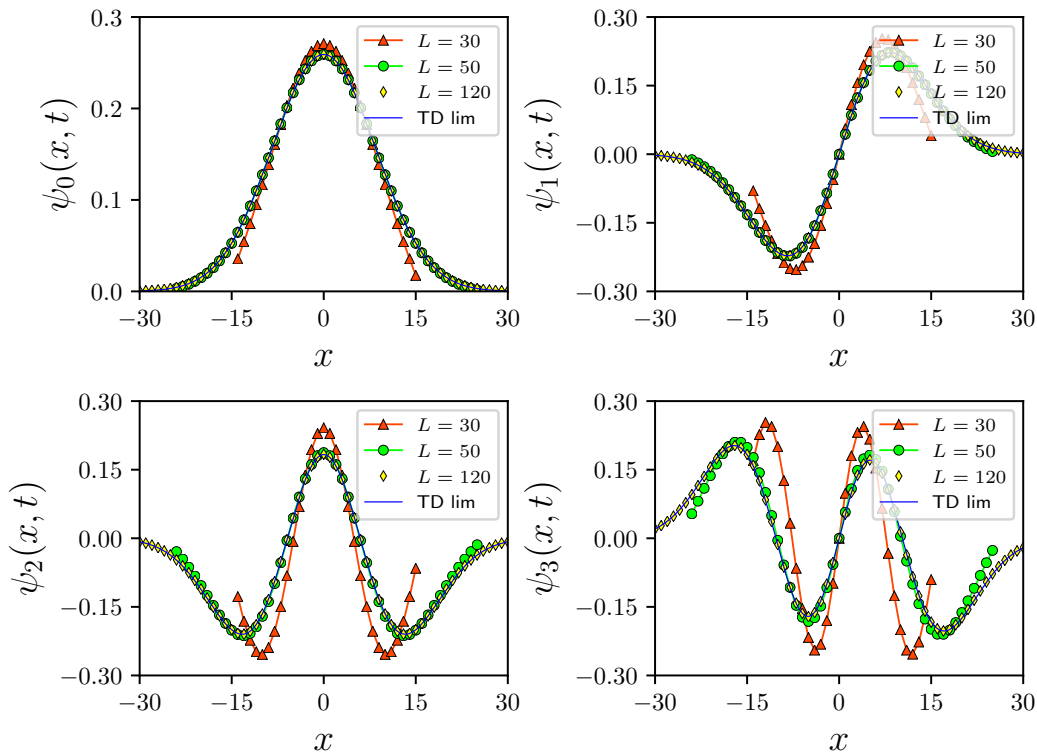 0.3
0.2
0.1
0.0
ψ₀(x, t)
L = 30
L = 50
L = 120
TD lim
−30 −15 0 15 30
x
0.30
0.15
0.00
−0.15
−0.30
ψ₁(x, t)
L = 30
L = 50
L = 120
TD lim
−30 −15 0 15 30
x
0.30
0.15
0.00
−0.15
−0.30
ψ₂(x, t)
L = 30
L = 50
L = 120
TD lim
−30 −15 0 15 30
x
0.30
0.15
0.00
−0.15
−0.30
ψ₃(x, t)
L = 30
L = 50
L = 120
TD lim
−30 −15 0 15 30
x